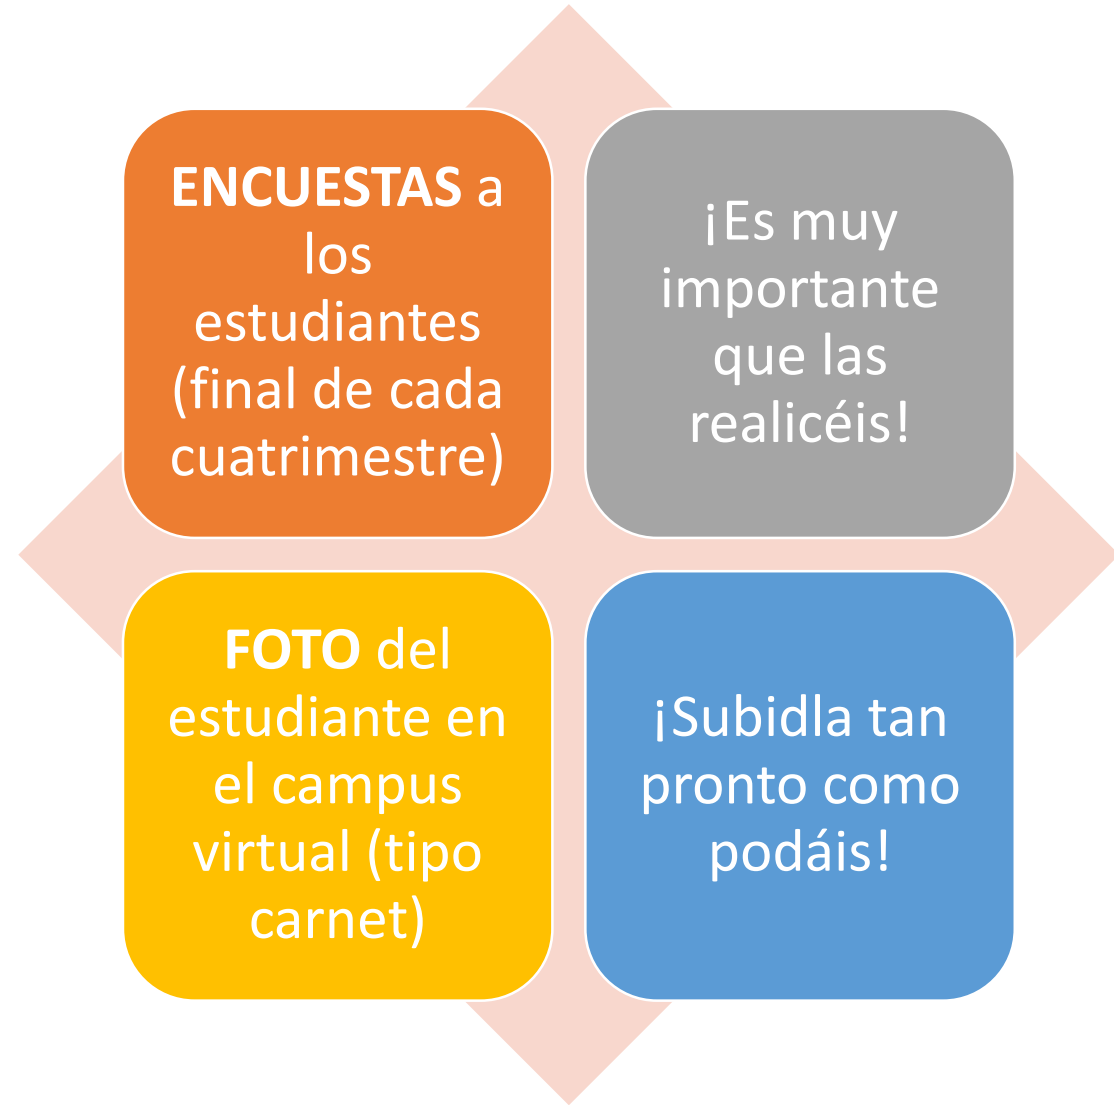 ENCUESTAS a
los
estudiantes
(final de cada
cuatrimestre)
¡Es muy
importante
que las
realicéis!
FOTO del
estudiante en
el campus
virtual (tipo
carnet)
¡Subidla tan
pronto como
podáis!